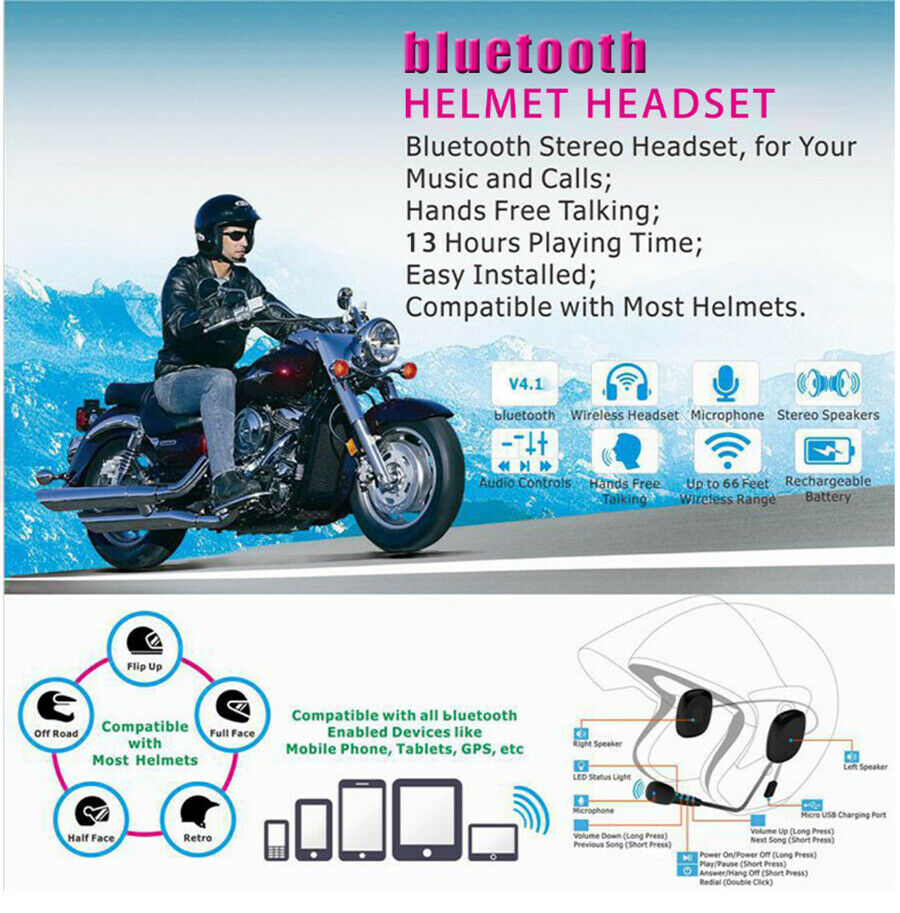 bluetooth
HELMET HEADSET
Bluetooth Stereo Headset, for Your
Music and Calls;
Hands Free Talking;
13 Hours Playing Time;
Easy Installed;
Compatible with Most Helmets.
V4.1
bluetooth
Wireless Headset
Microphone
Stereo Speakers
Audio Controls
Hands Free
Talking
Up to 66 Feet
Wireless Range
Rechargeable
Battery
Flip Up
Off Road
Full Face
Compatible
with
Most Helmets
Half Face
Retro
Compatible with all bluetooth
Enabled Devices like
Mobile Phone, Tablets, GPS, etc
Right Speaker
LED Status Light
Microphone
Volume Down (Long Press)
Previous Song (Short Press)
Left Speaker
Micro USB Charging Port
Volume Up (Long Press)
Next Song (Short Press)
Power On/Power Off (Long Press)
Play/Pause (Short Press)
Answer/Hang Off (Short Press)
Redial (Double Click)